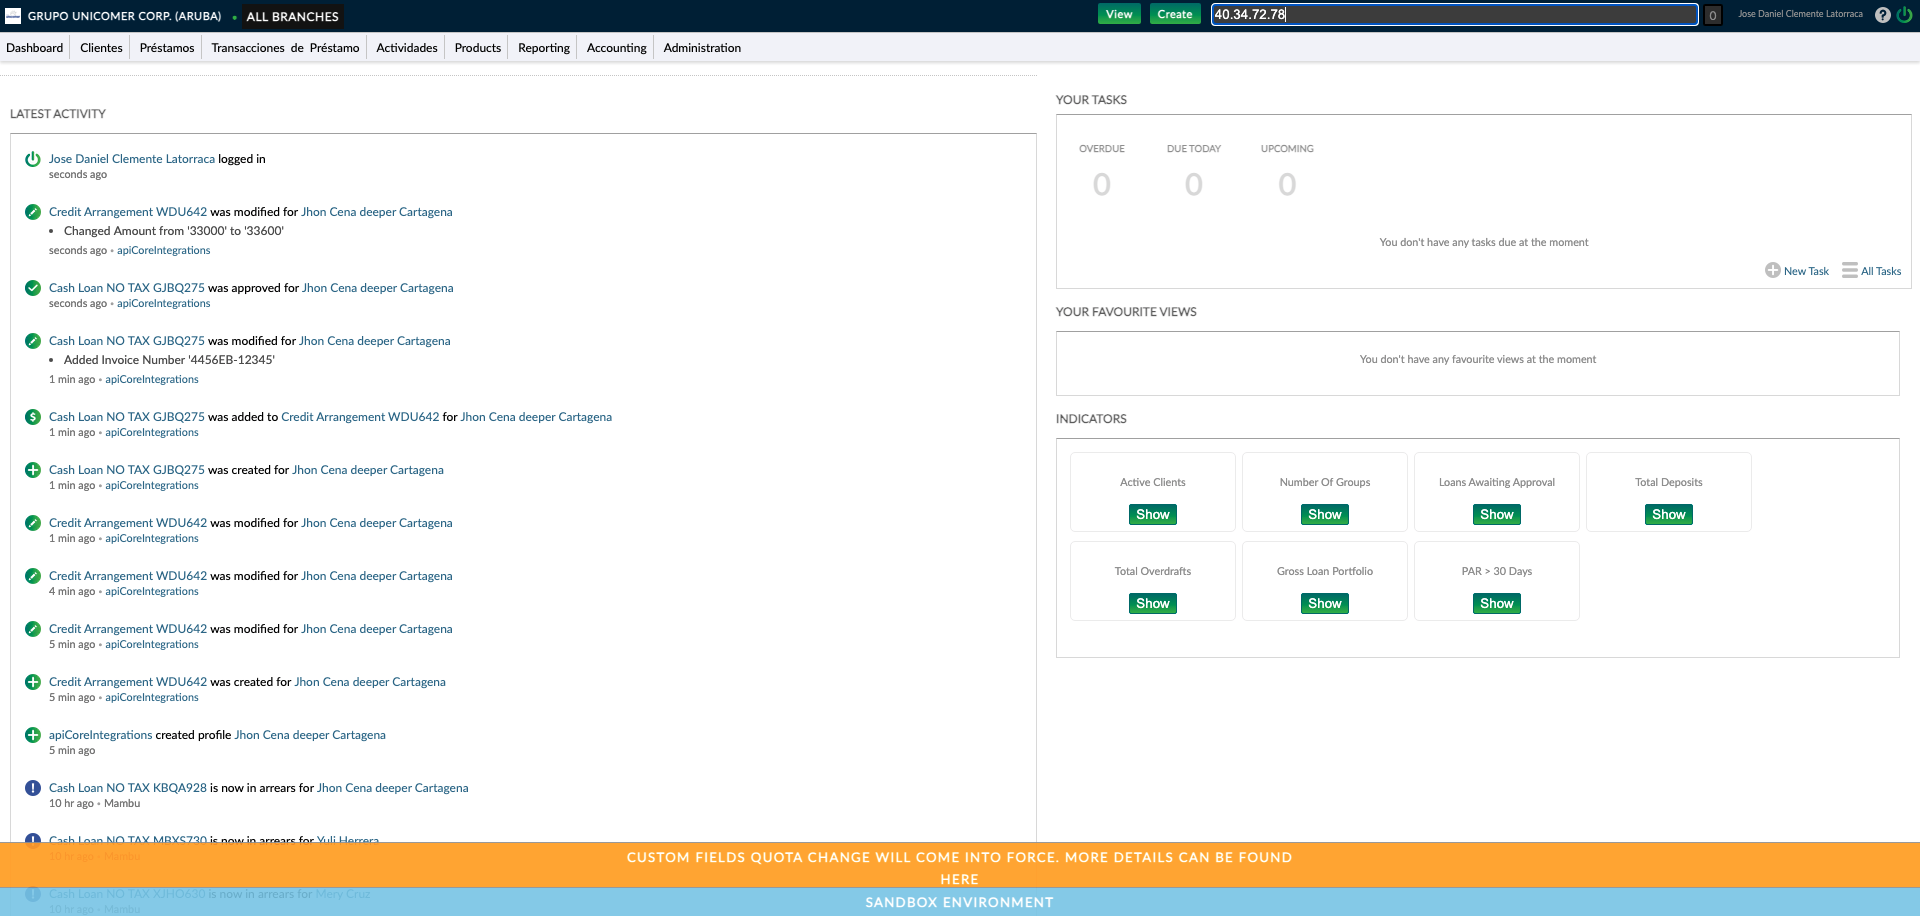 GRUPO UNICOMER CORP. (ARUBA) • ALL BRANCHES
View Create 40.34.72.78 0 Jose Daniel Clemente Latorraca ?
Dashboard Clientes Préstamos Transacciones de Préstamo Actividades Products Reporting Accounting Administration
LATEST ACTIVITY
Jose Daniel Clemente Latorraca logged in
seconds ago
Credit Arrangement WDU642 was modified for Jhon Cena deeper Cartagena
• Changed Amount from '33000' to '33600'
seconds ago • apiCoreIntegrations
Cash Loan NO TAX GJBQ275 was approved for Jhon Cena deeper Cartagena
seconds ago • apiCoreIntegrations
Cash Loan NO TAX GJBQ275 was modified for Jhon Cena deeper Cartagena
• Added Invoice Number '4456EB-12345'
1 min ago • apiCoreIntegrations
Cash Loan NO TAX GJBQ275 was added to Credit Arrangement WDU642 for Jhon Cena deeper Cartagena
1 min ago • apiCoreIntegrations
Cash Loan NO TAX GJBQ275 was created for Jhon Cena deeper Cartagena
1 min ago • apiCoreIntegrations
Credit Arrangement WDU642 was modified for Jhon Cena deeper Cartagena
1 min ago • apiCoreIntegrations
Credit Arrangement WDU642 was modified for Jhon Cena deeper Cartagena
4 min ago • apiCoreIntegrations
Credit Arrangement WDU642 was modified for Jhon Cena deeper Cartagena
5 min ago • apiCoreIntegrations
Credit Arrangement WDU642 was created for Jhon Cena deeper Cartagena
5 min ago • apiCoreIntegrations
apiCoreIntegrations created profile Jhon Cena deeper Cartagena
5 min ago
Cash Loan NO TAX KBQA928 is now in arrears for Jhon Cena deeper Cartagena
10 hr ago • Mambu
Cash Loan NO TAX MBXS730 is now in arrears for Yuli Herrera
10 hr ago • Mambu
Cash Loan NO TAX XJHO630 is now in arrears for Mery Cruz
10 hr ago • Mambu
YOUR TASKS
OVERDUE DUE TODAY UPCOMING
0 0 0
You don't have any tasks due at the moment
New Task All Tasks
YOUR FAVOURITE VIEWS
You don't have any favourite views at the moment
INDICATORS
Active Clients Number Of Groups Loans Awaiting Approval Total Deposits
Show Show Show Show
Total Overdrafts Gross Loan Portfolio PAR > 30 Days
Show Show Show
CUSTOM FIELDS QUOTA CHANGE WILL COME INTO FORCE. MORE DETAILS CAN BE FOUND
HERE
SANDBOX ENVIRONMENT